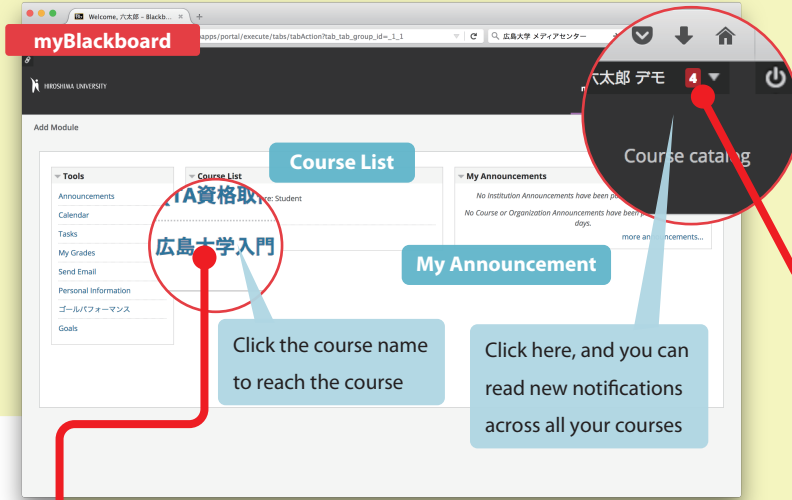 Welcome, 六太郎 – Blackb...
myBlackboard
apps/portal/execute/tabs/tabAction?tab_tab_group_id=_1_1
広島大学 メディアセンター
HIROSHIMA UNIVERSITY
六太郎 デモ 4
Course catalog
Add Module
Course List
Tools
Announcements
Calendar
Tasks
My Grades
Send Email
Personal Information
ゴールパフォーマンス
Goals
Course List
TA資格取
re: Student
広島大学入門
My Announcements
No Institution Announcements have been
No Course or Organization Announcements have been
days.
more announcements...
My Announcement
Click the course name
to reach the course
Click here, and you can
read new notifications
across all your courses